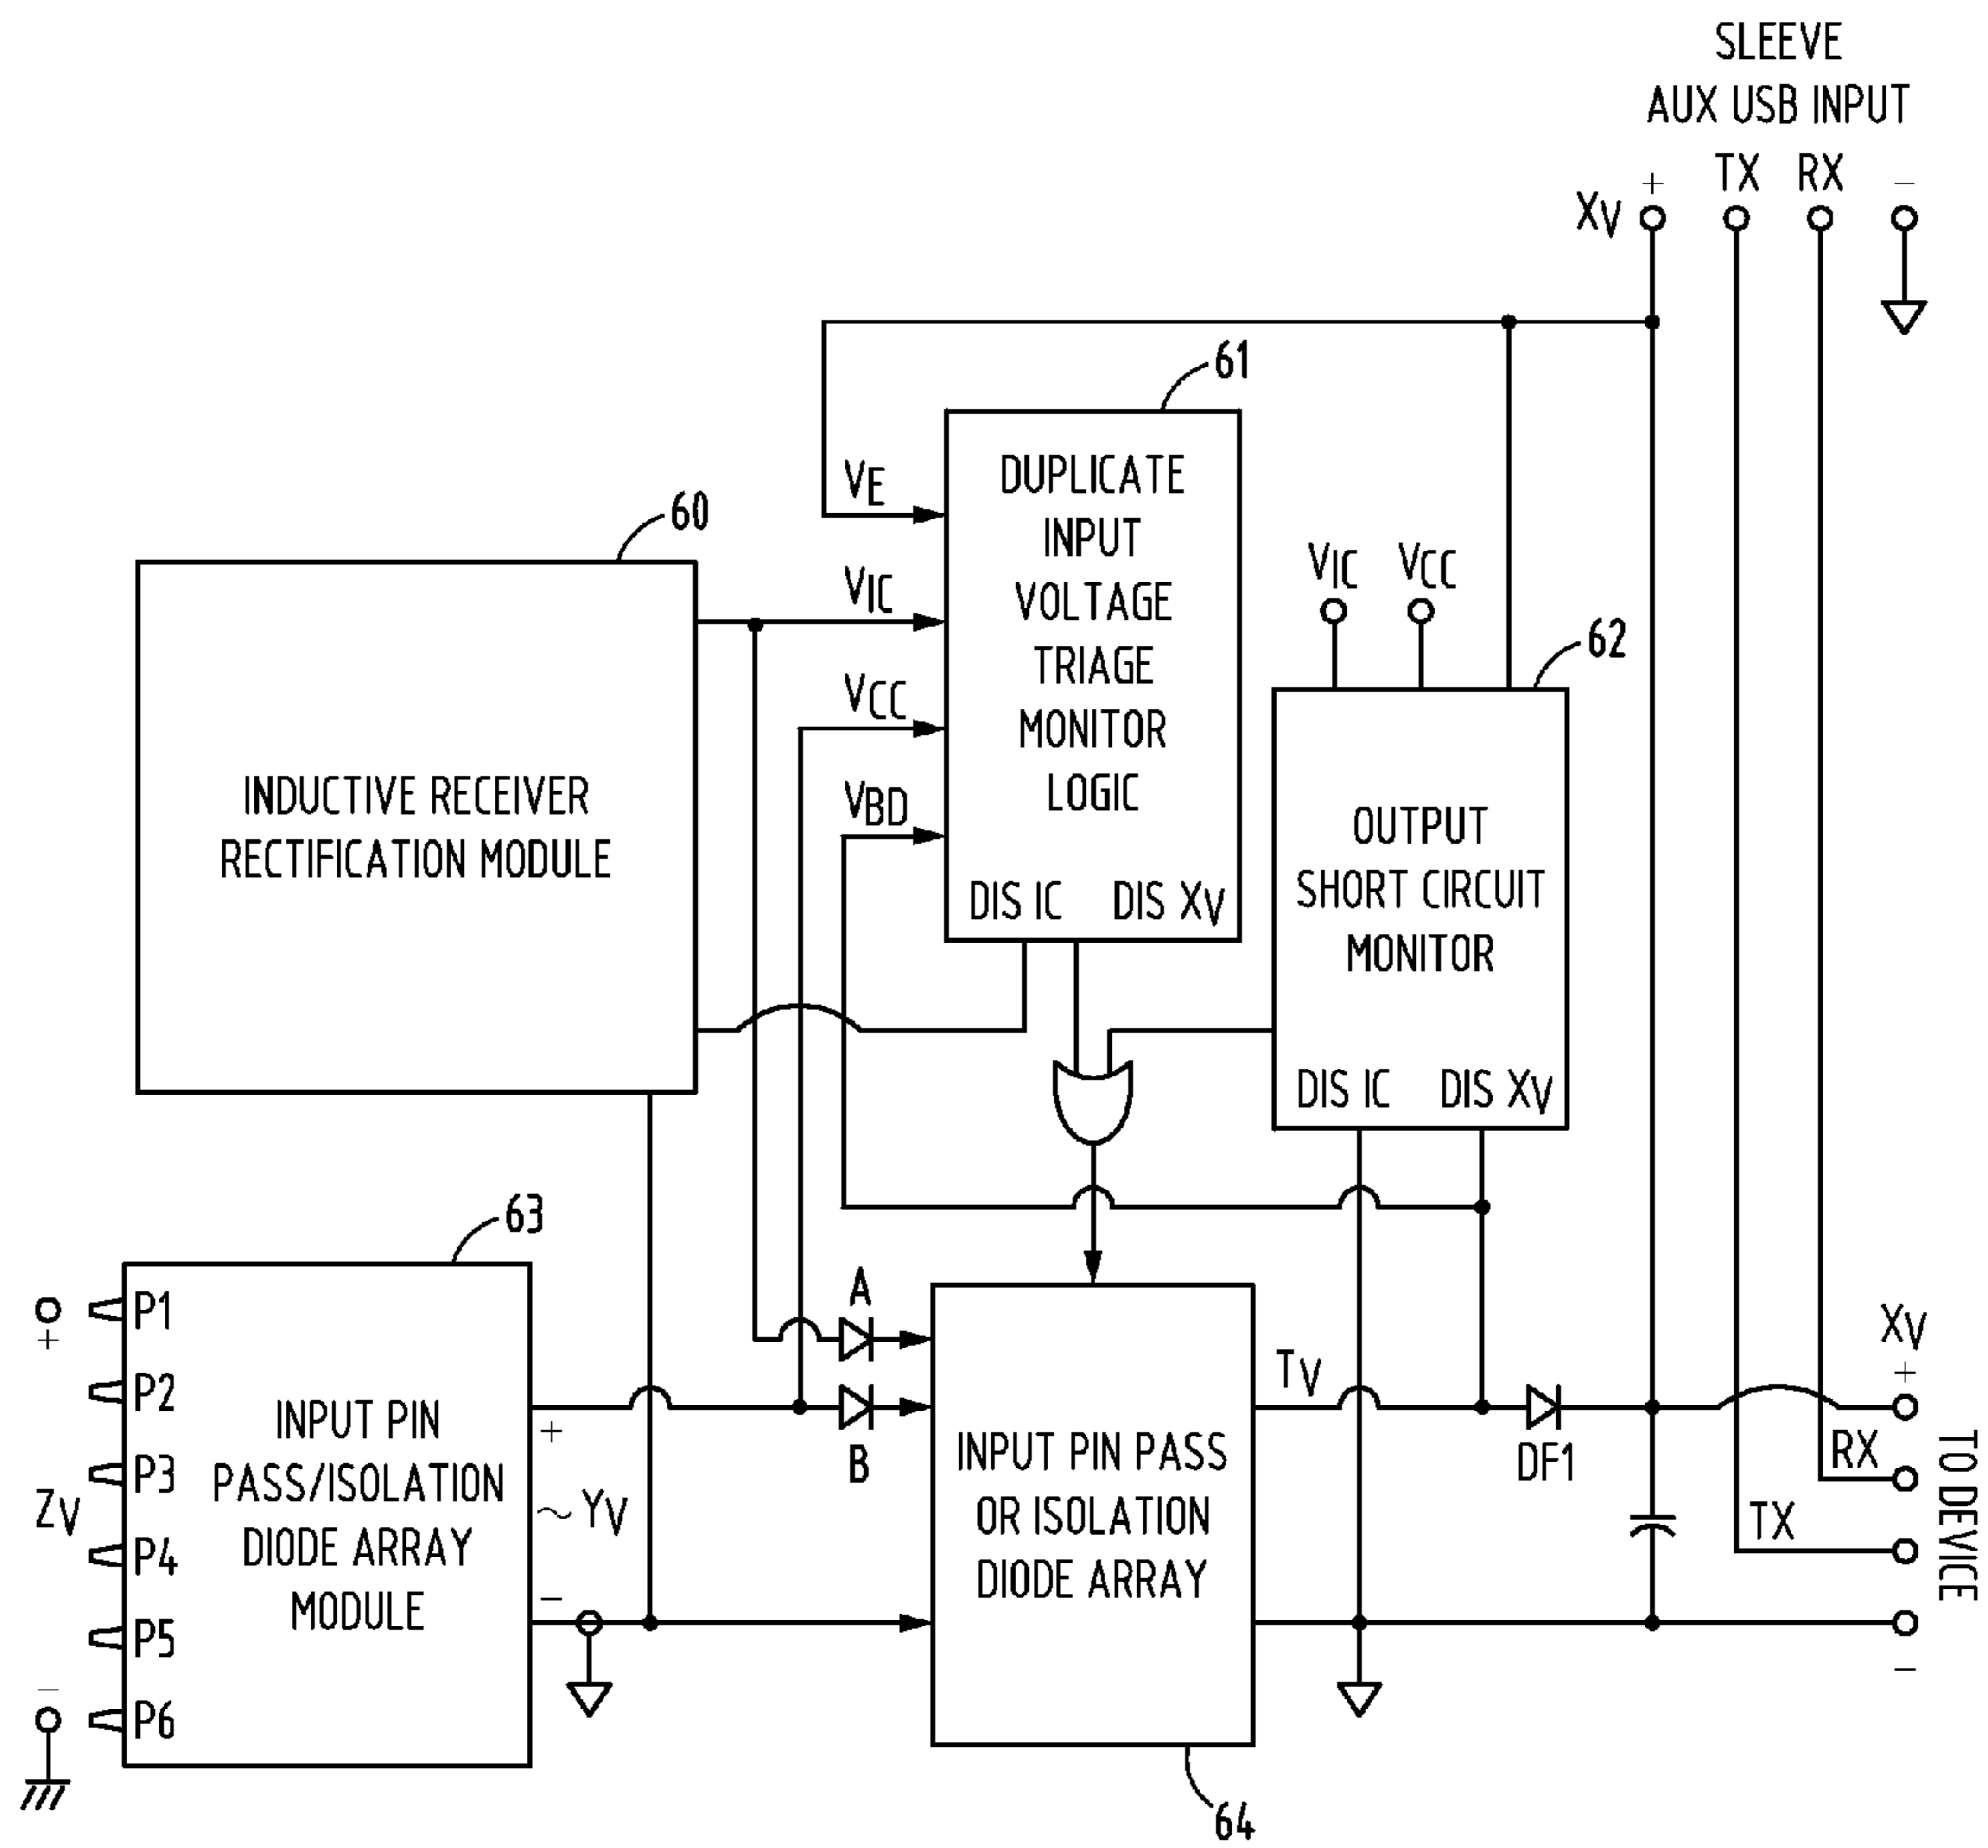 SLEEVE
AUX USB INPUT
XV + TX RX −
61
VE
DUPLICATE
INPUT
VOLTAGE
TRIAGE
MONITOR
LOGIC
VIC
VCC
VBD
DIS IC DIS XV
60
INDUCTIVE RECEIVER
RECTIFICATION MODULE
VIC VCC
62
OUTPUT
SHORT CIRCUIT
MONITOR
DIS IC DIS XV
63
+
ZV
−
P1
P2
P3
P4
P5
P6
INPUT PIN
PASS/ISOLATION
DIODE ARRAY
MODULE
+
~ YV
−
A
B
INPUT PIN PASS
OR ISOLATION
DIODE ARRAY
64
TV
DF1
XV
+
RX
TX
−
TO DEVICE